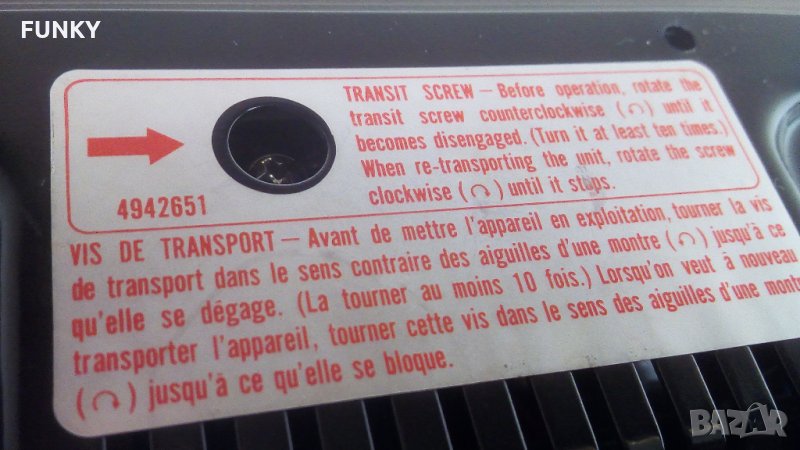 FUNKY
TRANSIT SCREW — Before operation, rotate the
transit screw counterclockwise (↶) until it
becomes disengaged. (Turn it at least ten times.)
When re-transporting the unit, rotate the screw
clockwise (↷) until it stops.
4942651
VIS DE TRANSPORT — Avant de mettre l'appareil en exploitation, tourner la vis
de transport dans le sens contraire des aiguilles d'une montre (↶) jusqu'à ce
qu'elle se dégage. (La tourner au moins 10 fois.) Lorsqu'on veut à nouveau
transporter l'appareil, tourner cette vis dans le sens des aiguilles d'une montre
(↷) jusqu'à ce qu'elle se bloque.
BAZAR